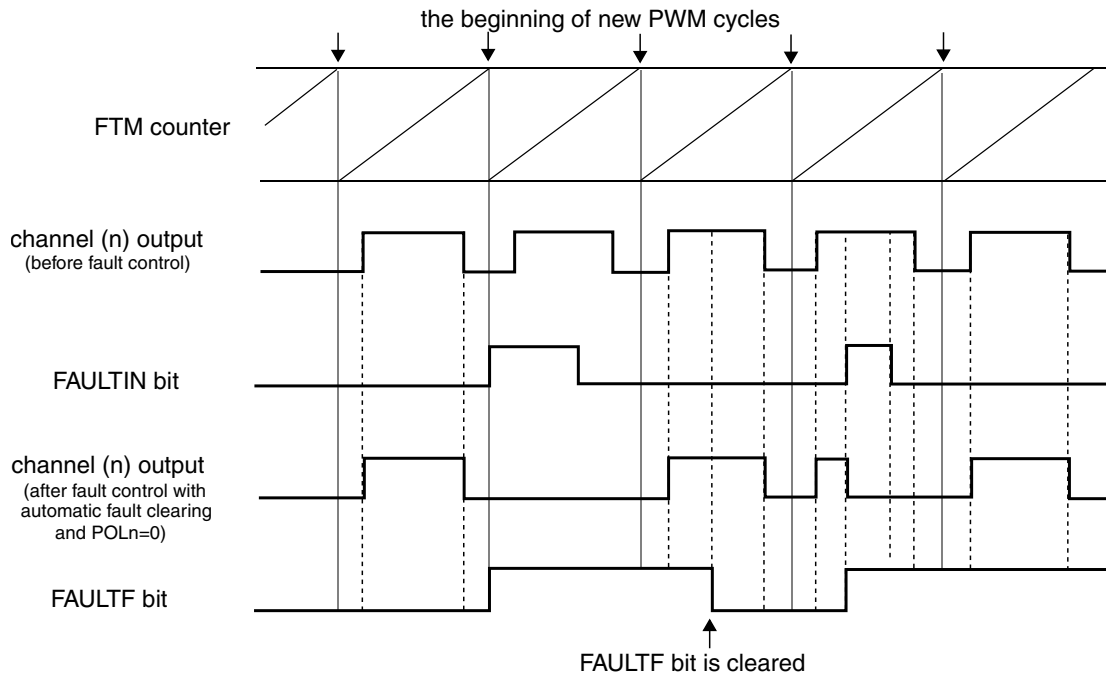 the beginning of new PWM cycles
FTM counter
channel (n) output
(before fault control)
FAULTIN bit
channel (n) output
(after fault control with
automatic fault clearing
and POLn=0)
FAULTF bit
FAULTF bit is cleared